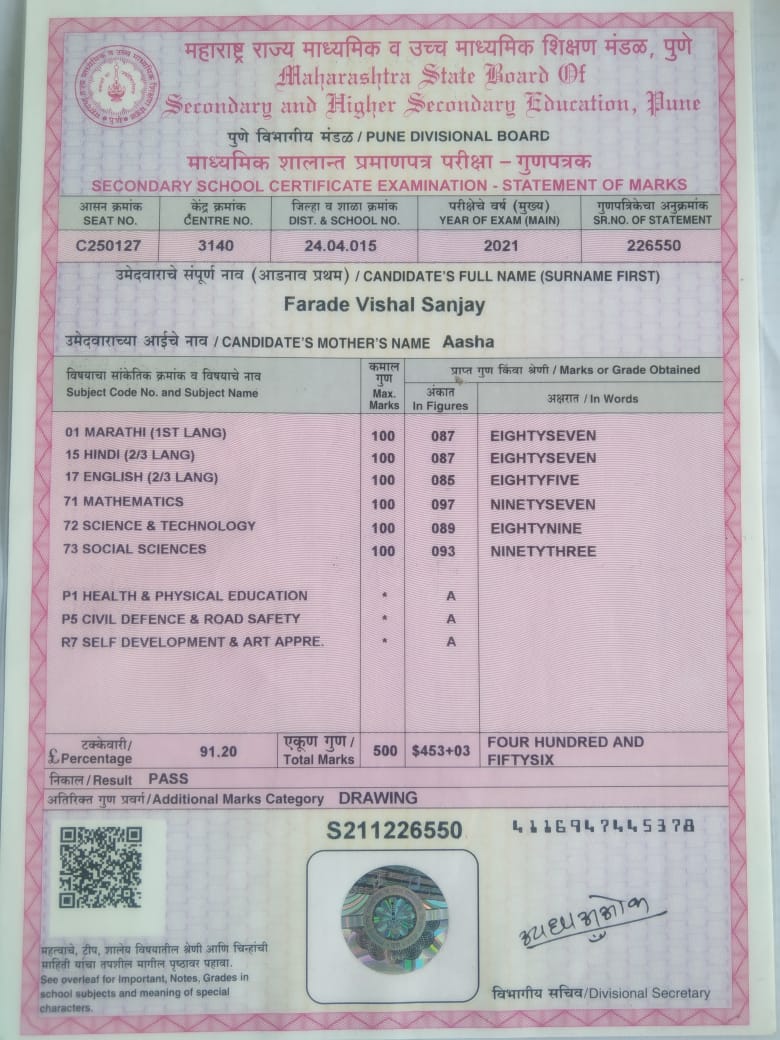 महाराष्ट्र राज्य माध्यमिक व उच्च माध्यमिक शिक्षण मंडळ, पुणे
Maharashtra State Board Of
Secondary and Higher Secondary Education, Pune
पुणे विभागीय मंडळ / PUNE DIVISIONAL BOARD
माध्यमिक शालान्त प्रमाणपत्र परीक्षा – गुणपत्रक
SECONDARY SCHOOL CERTIFICATE EXAMINATION - STATEMENT OF MARKS
आसन क्रमांक केंद्र क्रमांक जिल्हा व शाळा क्रमांक परीक्षेचे वर्ष (मुख्य) गुणपत्रिकेचा अनुक्रमांक
SEAT NO. CENTRE NO. DIST. & SCHOOL NO. YEAR OF EXAM (MAIN) SR.NO. OF STATEMENT
C250127 3140 24.04.015 2021 226550
उमेदवाराचे संपूर्ण नाव (आडनाव प्रथम) / CANDIDATE'S FULL NAME (SURNAME FIRST)
Farade Vishal Sanjay
उमेदवाराच्या आईचे नाव / CANDIDATE'S MOTHER'S NAME Aasha
विषयाचा सांकेतिक क्रमांक व विषयाचे नाव
Subject Code No. and Subject Name
कमाल
गुण
Max.
Marks
प्राप्त गुण किंवा श्रेणी / Marks or Grade Obtained
अंकात
In Figures
अक्षरात / In Words
01 MARATHI (1ST LANG) 100 087 EIGHTYSEVEN
15 HINDI (2/3 LANG) 100 087 EIGHTYSEVEN
17 ENGLISH (2/3 LANG) 100 085 EIGHTYFIVE
71 MATHEMATICS 100 097 NINETYSEVEN
72 SCIENCE & TECHNOLOGY 100 089 EIGHTYNINE
73 SOCIAL SCIENCES 100 093 NINETYTHREE
P1 HEALTH & PHYSICAL EDUCATION * A
P5 CIVIL DEFENCE & ROAD SAFETY * A
R7 SELF DEVELOPMENT & ART APPRE. * A
टक्केवारी/
£Percentage
91.20
एकूण गुण /
Total Marks
500 $453+03
FOUR HUNDRED AND
FIFTYSIX
निकाल/Result PASS
अतिरिक्त गुण प्रवर्ग/Additional Marks Category DRAWING
S211226550
4116947445378
महत्वाचे, टीप, शालेय विषयातील श्रेणी आणि चिन्हांची
माहिती यांचा तपशील मागील पृष्ठावर पहावा.
See overleaf for Important, Notes, Grades in
school subjects and meaning of special
characters.
विभागीय सचिव/Divisional Secretary